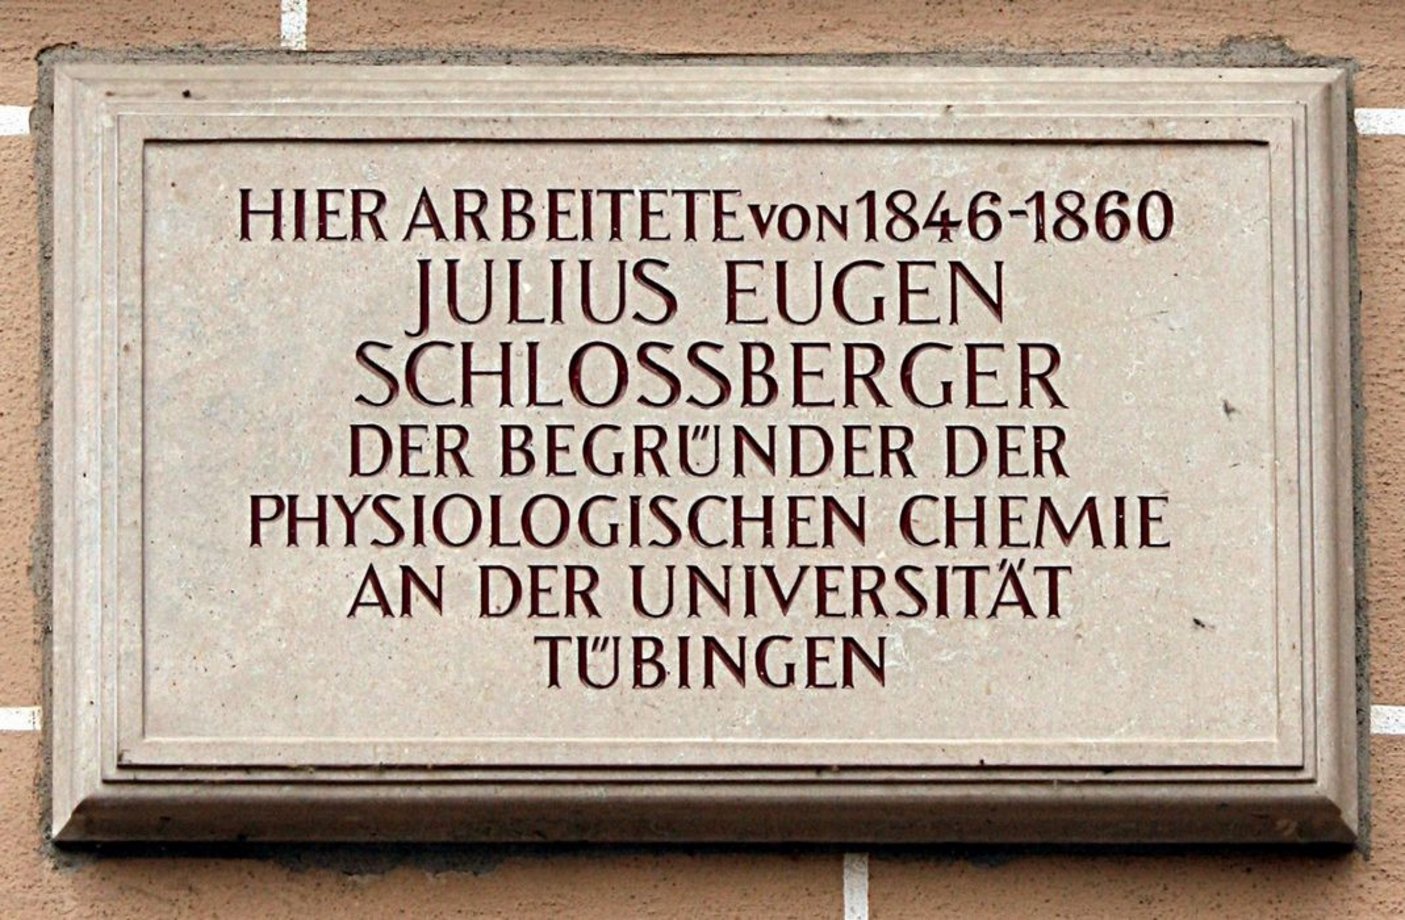 HIER ARBEITETE VON 1846-1860
JULIUS EUGEN
SCHLOSSBERGER
DER BEGRÜNDER DER
PHYSIOLOGISCHEN CHEMIE
AN DER UNIVERSITÄT
TÜBINGEN